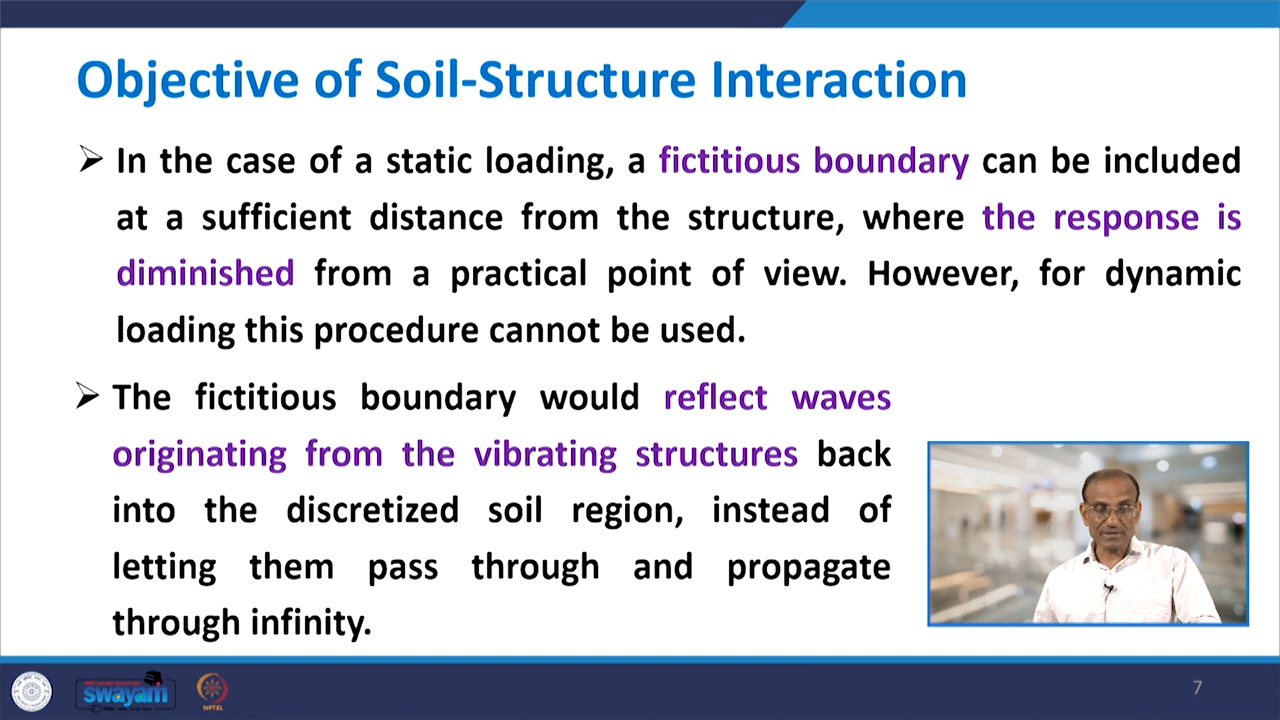 Objective of Soil-Structure Interaction
➢ In the case of a static loading, a fictitious boundary can be included
at a sufficient distance from the structure, where the response is
diminished from a practical point of view. However, for dynamic
loading this procedure cannot be used.
➢ The fictitious boundary would reflect waves
originating from the vibrating structures back
into the discretized soil region, instead of
letting them pass through and propagate
through infinity.
swayam
NPTEL
7